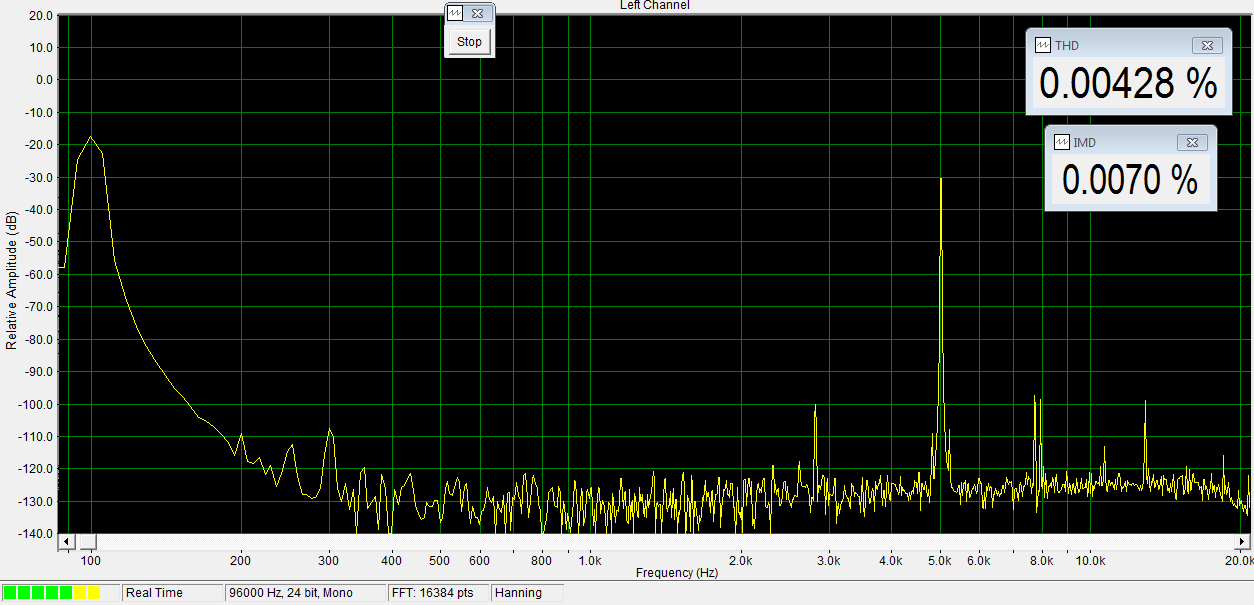 Left Channel
Stop
THD
0.00428 %
IMD
0.0070 %
Relative Amplitude (dB)
20.0
10.0
0.0
-10.0
-20.0
-30.0
-40.0
-50.0
-60.0
-70.0
-80.0
-90.0
-100.0
-110.0
-120.0
-130.0
-140.0
100 200 300 400 500 600 800 1.0k 2.0k 3.0k 4.0k 5.0k 6.0k 8.0k 10.0k 20.0k
Frequency (Hz)
Real Time 96000 Hz, 24 bit, Mono FFT: 16384 pts Hanning